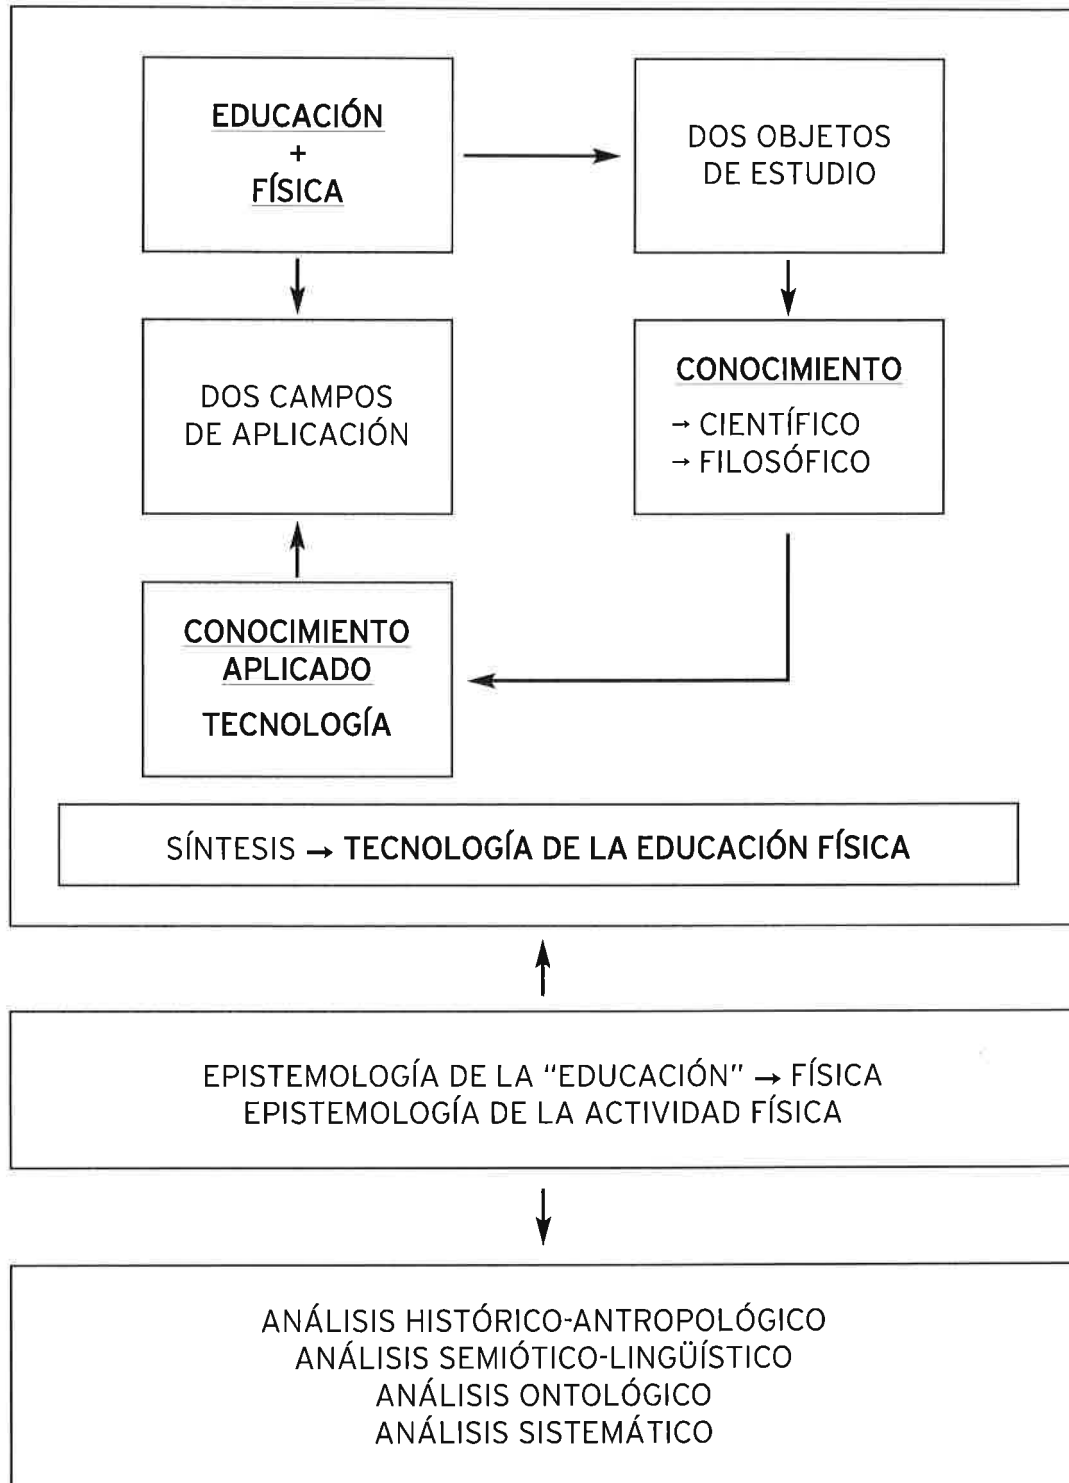 EDUCACIÓN
+
FÍSICA
DOS OBJETOS
DE ESTUDIO
DOS CAMPOS
DE APLICACIÓN
CONOCIMIENTO
→ CIENTÍFICO
→ FILOSÓFICO
CONOCIMIENTO
APLICADO
TECNOLOGÍA
SÍNTESIS → TECNOLOGÍA DE LA EDUCACIÓN FÍSICA
EPISTEMOLOGÍA DE LA "EDUCACIÓN" → FÍSICA
EPISTEMOLOGÍA DE LA ACTIVIDAD FÍSICA
ANÁLISIS HISTÓRICO-ANTROPOLÓGICO
ANÁLISIS SEMIÓTICO-LINGÜÍSTICO
ANÁLISIS ONTOLÓGICO
ANÁLISIS SISTEMÁTICO